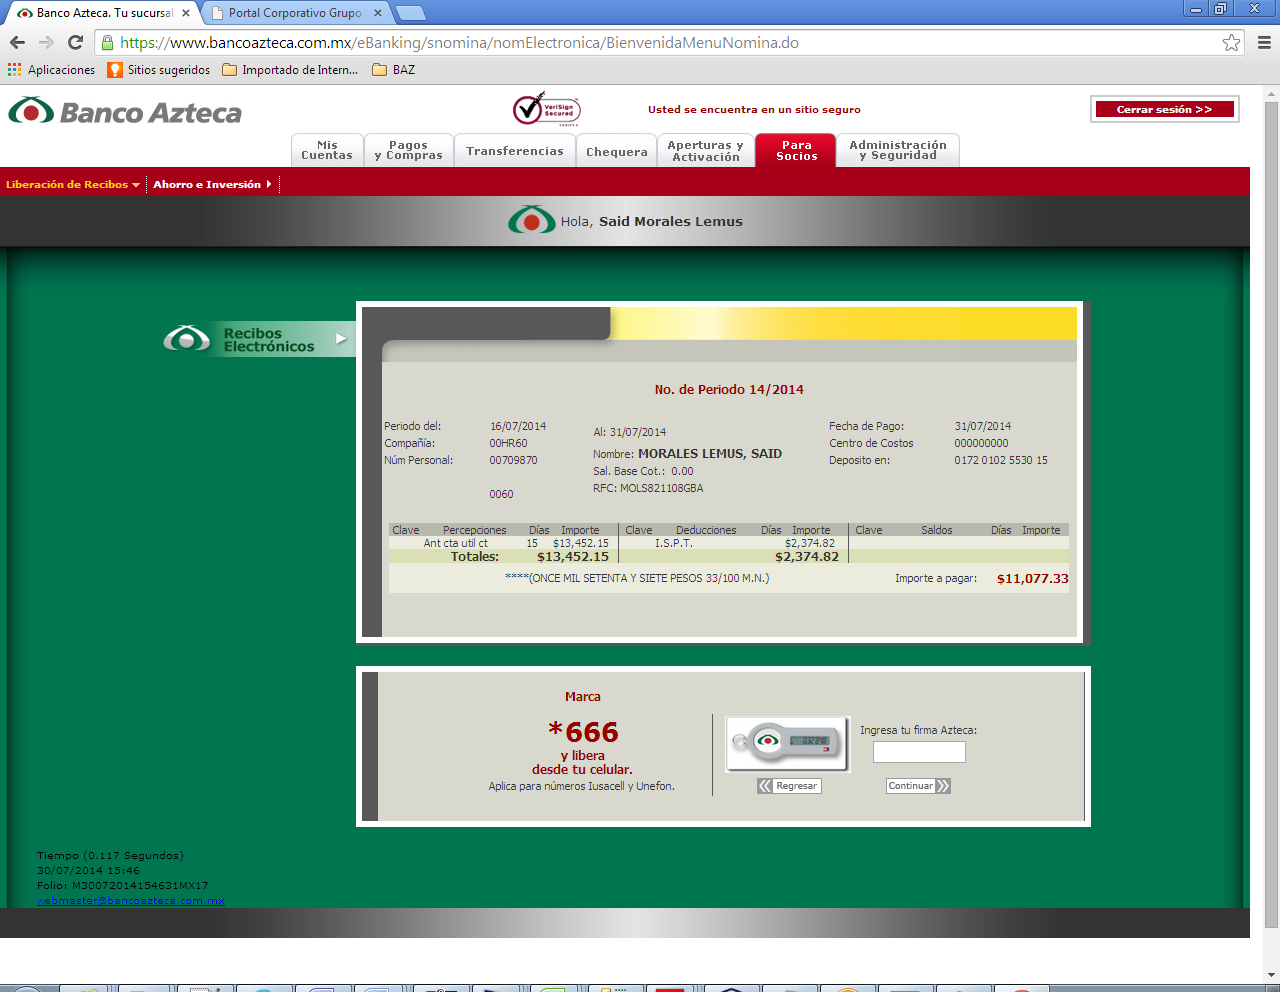 Banco Azteca. Tu sucursal
Portal Corporativo Grupo
https://www.bancoazteca.com.mx/eBanking/snomina/nomElectronica/BienvenidaMenuNomina.do
Aplicaciones Sitios sugeridos Importado de Intern... BAZ
Banco Azteca
VeriSign Secured
VERIFY
Usted se encuentra en un sitio seguro
Cerrar sesión >>
Mis Cuentas
Pagos y Compras
Transferencias
Chequera
Aperturas y Activación
Para Socios
Administración y Seguridad
Liberación de Recibos Ahorro e Inversión
Hola, Said Morales Lemus
Recibos
Electrónicos
No. de Periodo 14/2014
Periodo del: 16/07/2014 Al: 31/07/2014 Fecha de Pago: 31/07/2014
Compañía: 00HR60 Nombre: MORALES LEMUS, SAID Centro de Costos 000000000
Núm Personal: 00709870 Sal. Base Cot.: 0.00 Deposito en: 0172 0102 5530 15
0060 RFC: MOLS821108GBA
Clave Percepciones Días Importe Clave Deducciones Días Importe Clave Saldos Días Importe
Ant cta util ct 15 $13,452.15 I.S.P.T. $2,374.82
Totales: $13,452.15 $2,374.82
****(ONCE MIL SETENTA Y SIETE PESOS 33/100 M.N.) Importe a pagar: $11,077.33
Marca
*666
y libera
desde tu celular.
Aplica para números Iusacell y Unefon.
Ingresa tu firma Azteca:
Regresar Continuar
Tiempo (0.117 Segundos)
30/07/2014 15:46
Folio: M30072014154631MX17
webmaster@bancoazteca.com.mx